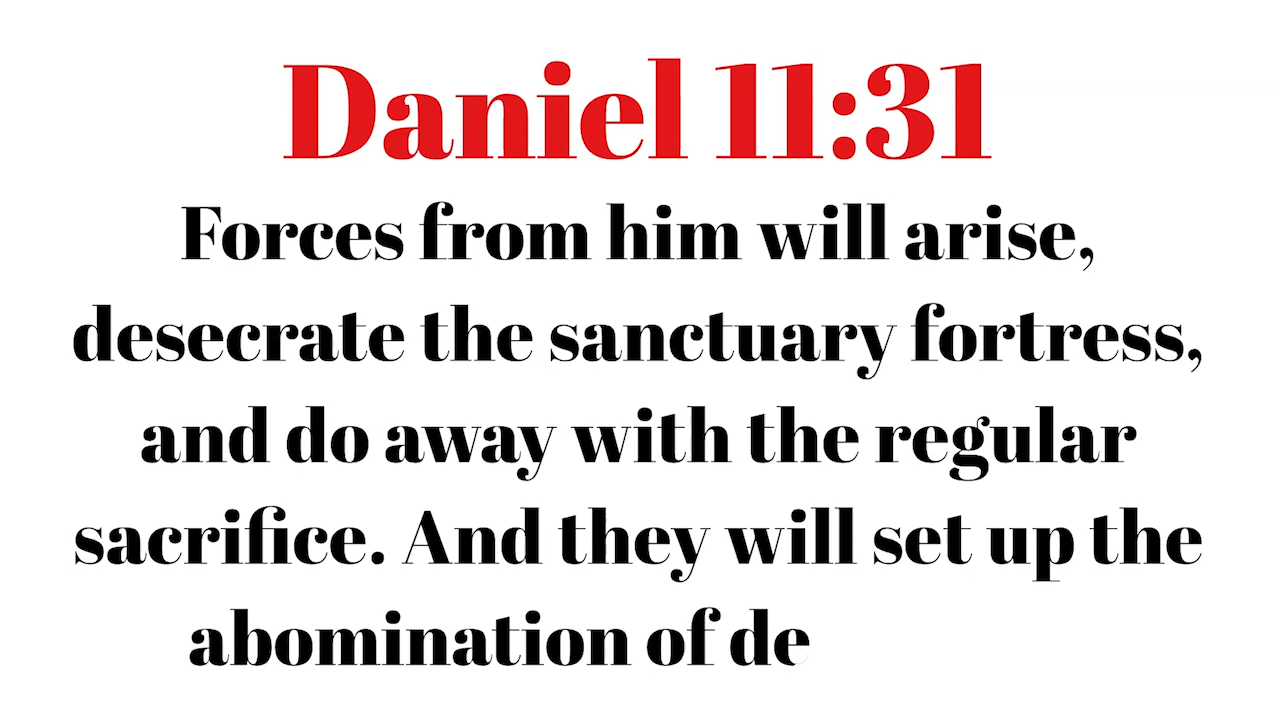 Daniel 11:31
Forces from him will arise,
desecrate the sanctuary fortress,
and do away with the regular
sacrifice. And they will set up the
abomination of de